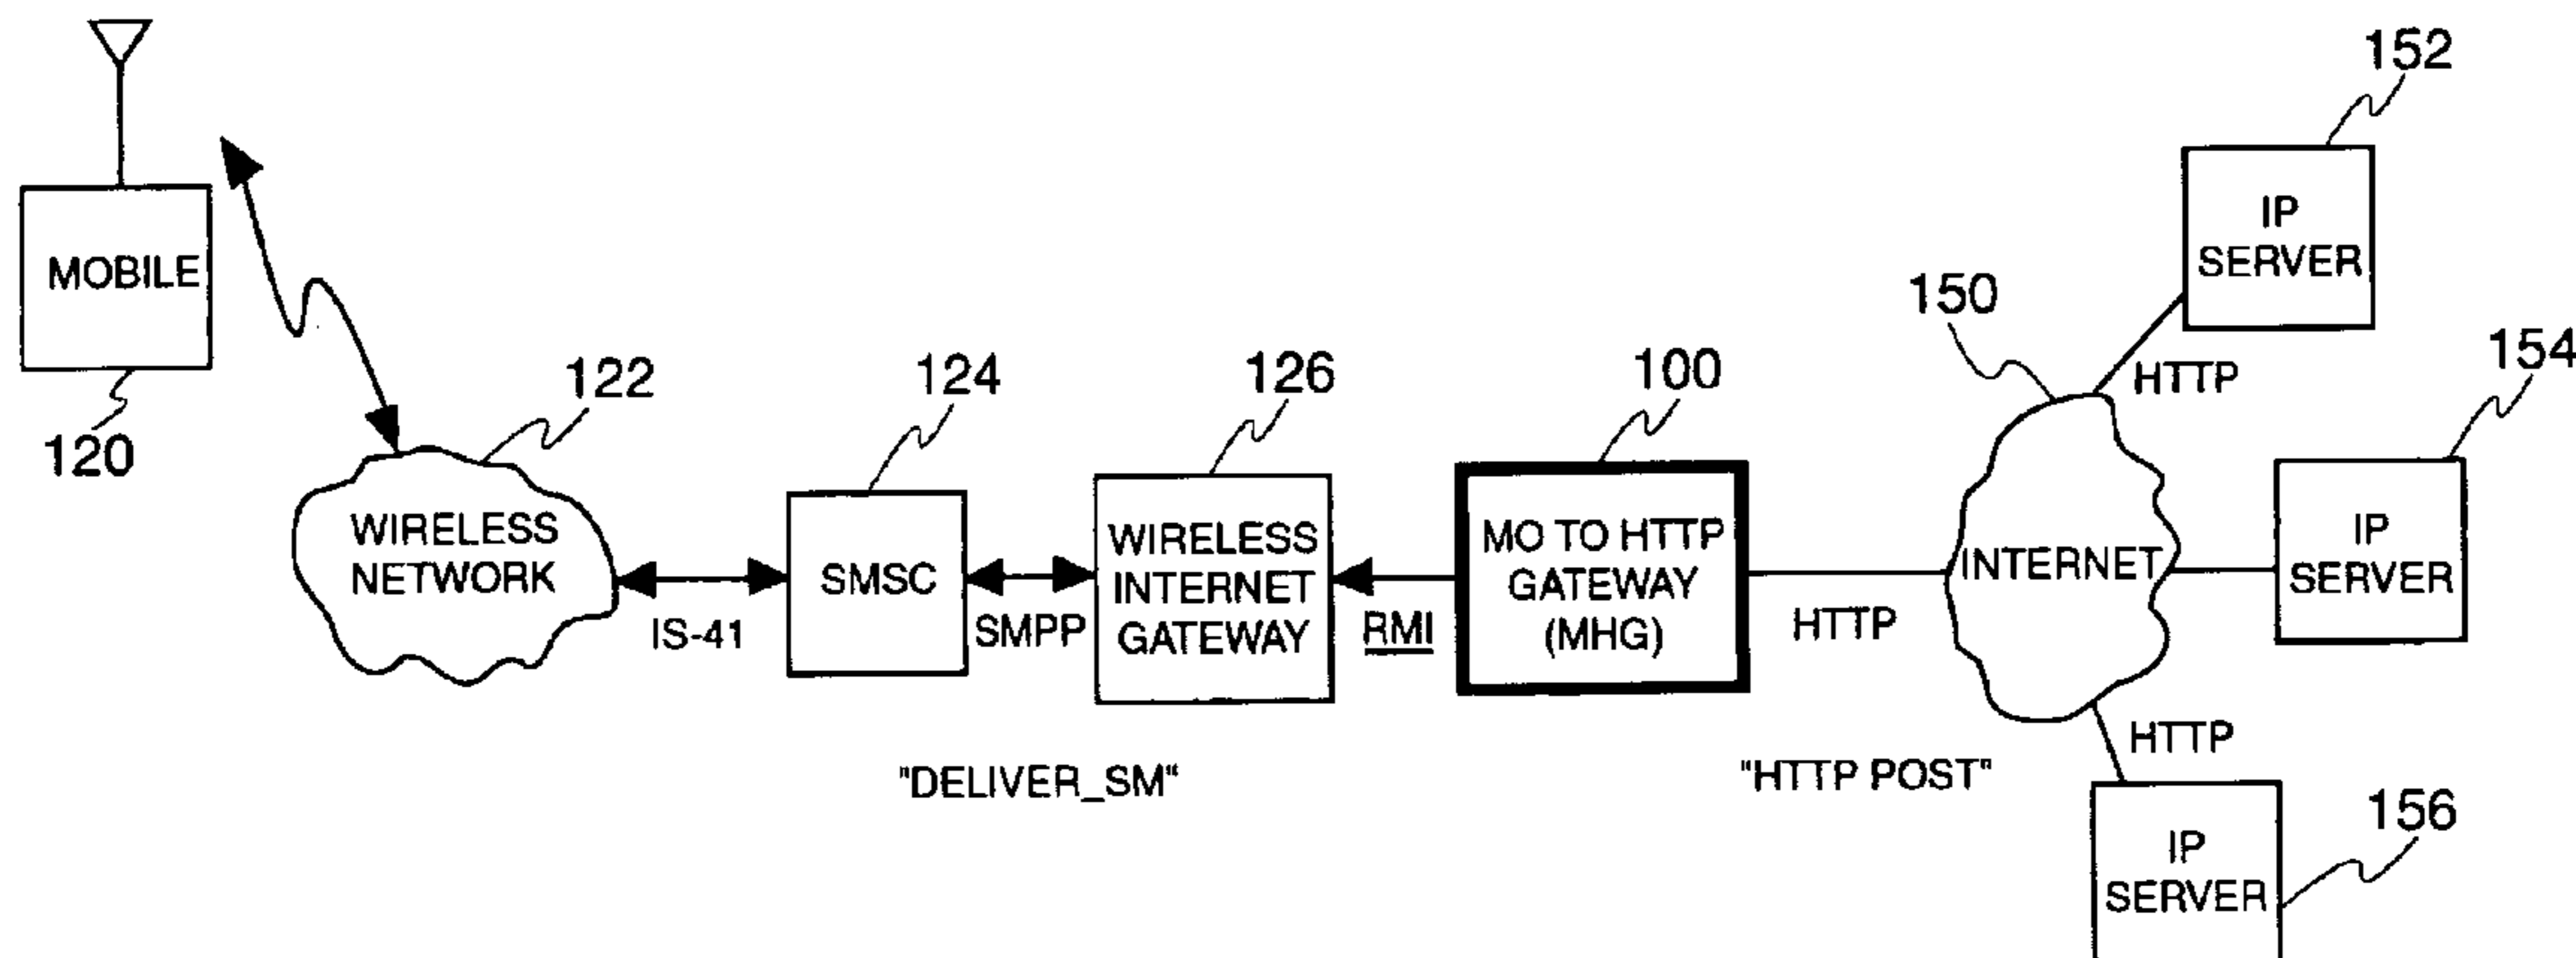 152
IP
SERVER
150
154
HTTP
MOBILE
120
122
124
126
100
WIRELESS
NETWORK
IS-41
SMSC
SMPP
WIRELESS
INTERNET
GATEWAY
RMI
MO TO HTTP
GATEWAY
(MHG)
HTTP
INTERNET
IP
SERVER
HTTP
"DELIVER_SM"
"HTTP POST"
156
IP
SERVER